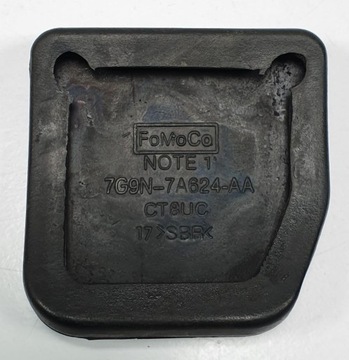 FoMoCo
NOTE 1
7G9N-7A624-AA
CT8UC
17 >SBR<